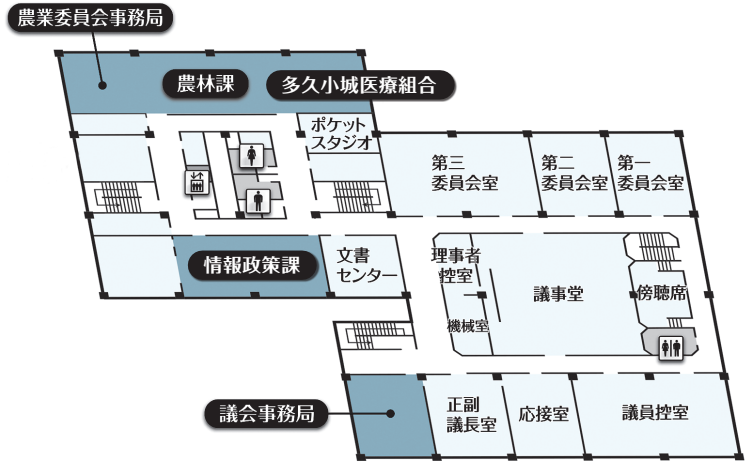 農業委員会事務局
農林課
多久小城医療組合
ポケット
スタジオ
第三
委員会室
第二
委員会室
第一
委員会室
情報政策課
文書
センター
理事者
控室
議事堂
傍聴席
機械室
議会事務局
正副
議長室
応接室
議員控室